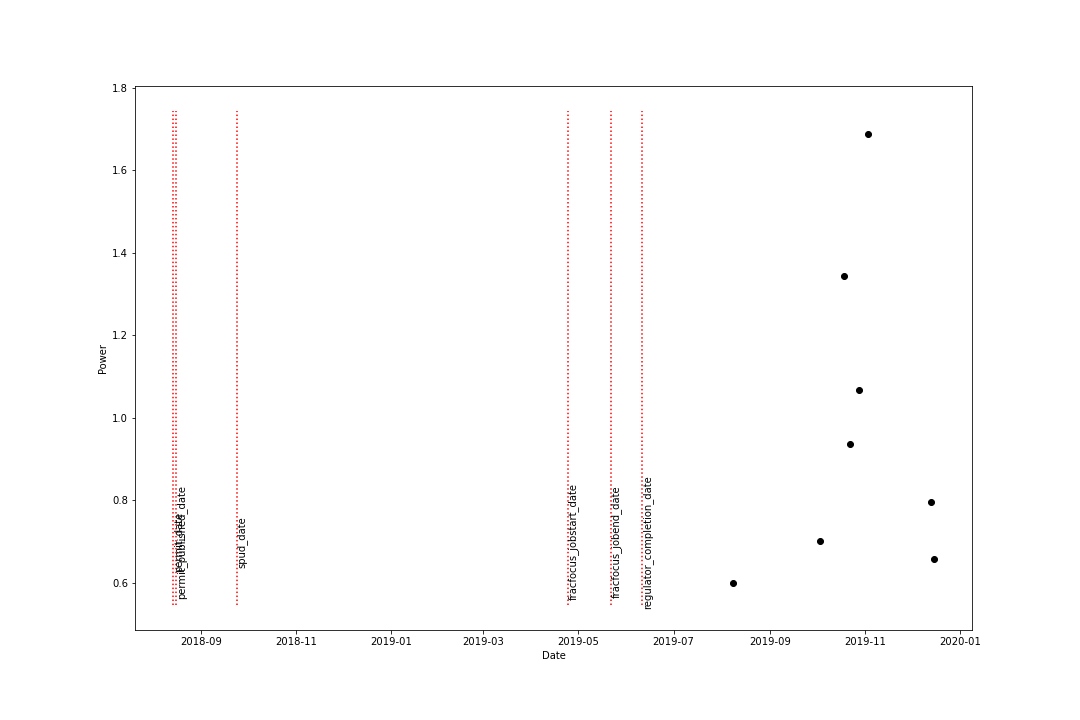 1.8
1.6
1.4
1.2
1.0
0.8
0.6
Power
permit_date
permit_published_date
spud_date
fracfocus_jobstart_date
fracfocus_jobend_date
regulator_completion_date
2018-09
2018-11
2019-01
2019-03
2019-05
2019-07
2019-09
2019-11
2020-01
Date